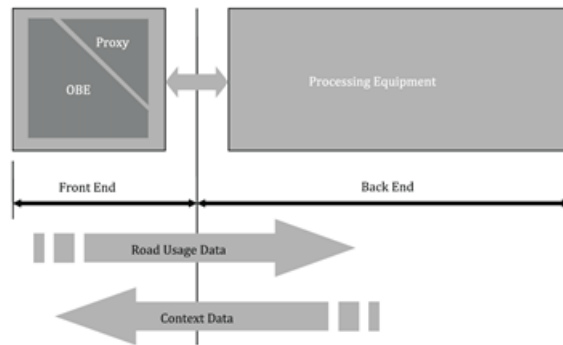 Proxy
OBE
Processing Equipment
Front End
Back End
Road Usage Data
Context Data